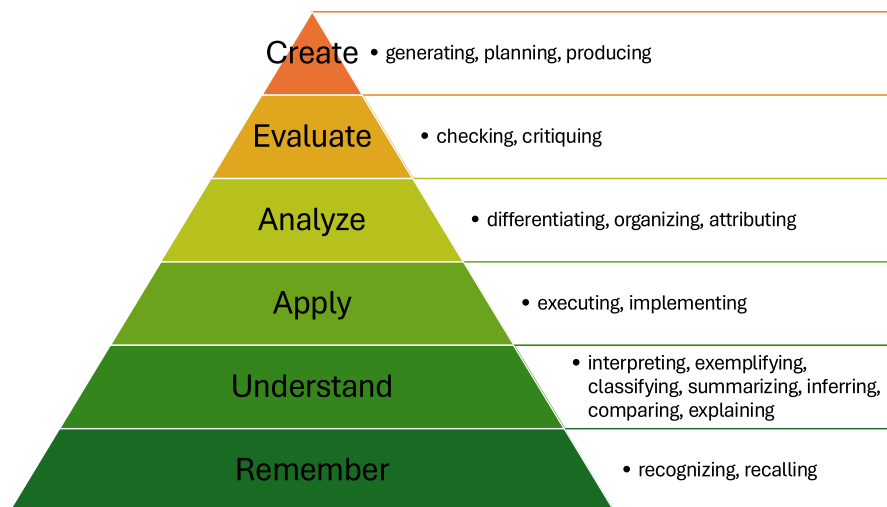 Create
• generating, planning, producing
Evaluate
• checking, critiquing
Analyze
• differentiating, organizing, attributing
Apply
• executing, implementing
Understand
• interpreting, exemplifying,
classifying, summarizing, inferring,
comparing, explaining
Remember
• recognizing, recalling